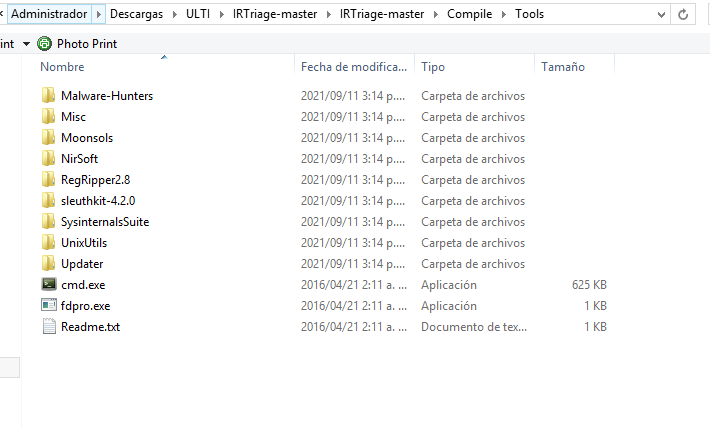 Administrador Descargas ULTI IRTriage-master IRTriage-master Compile Tools
int Photo Print
Nombre Fecha de modifica... Tipo Tamaño
Malware-Hunters 2021/09/11 3:14 p.... Carpeta de archivos
Misc 2021/09/11 3:14 p.... Carpeta de archivos
Moonsols 2021/09/11 3:14 p.... Carpeta de archivos
NirSoft 2021/09/11 3:14 p.... Carpeta de archivos
RegRipper2.8 2021/09/11 3:14 p.... Carpeta de archivos
sleuthkit-4.2.0 2021/09/11 3:14 p.... Carpeta de archivos
SysinternalsSuite 2021/09/11 3:14 p.... Carpeta de archivos
UnixUtils 2021/09/11 3:14 p.... Carpeta de archivos
Updater 2021/09/11 3:14 p.... Carpeta de archivos
cmd.exe 2016/04/21 2:11 a. ... Aplicación 625 KB
fdpro.exe 2016/04/21 2:11 a. ... Aplicación 1 KB
Readme.txt 2016/04/21 2:11 a. ... Documento de tex... 1 KB